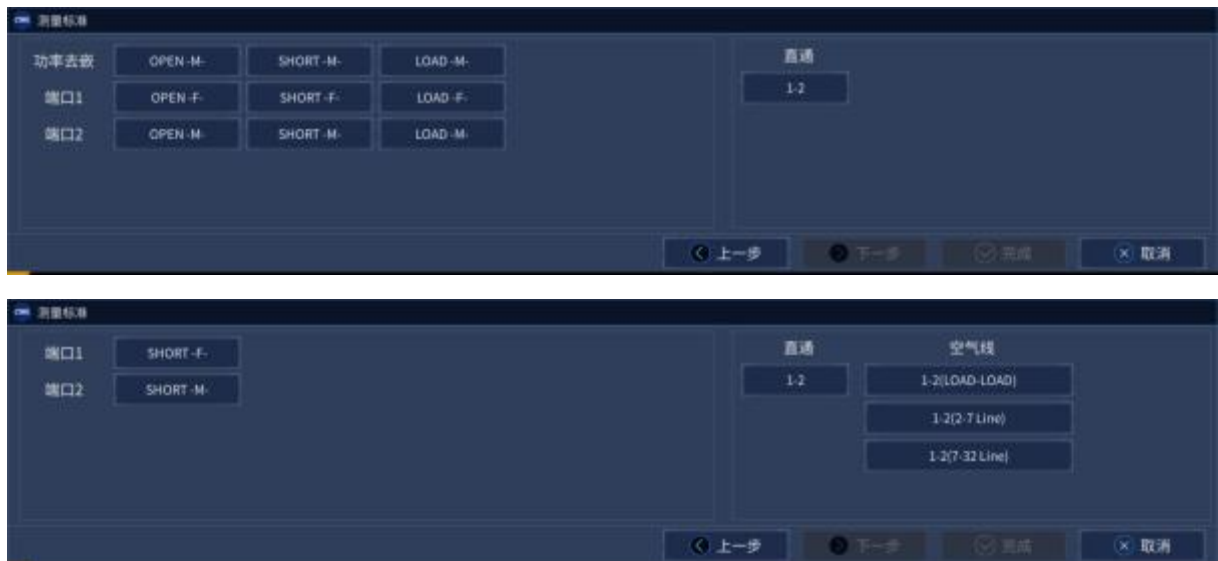 测量标准
功率去嵌 OPEN -M- SHORT -M- LOAD -M- 直通
端口1 OPEN -F- SHORT -F- LOAD -F- 1-2
端口2 OPEN -M- SHORT -M- LOAD -M-
上一步 下一步 完成 取消
测量标准
端口1 SHORT -F- 直通 空气线
端口2 SHORT -M- 1-2 1-2(LOAD-LOAD)
1-2(2-7 Line)
1-2(7-32 Line)
上一步 下一步 完成 取消